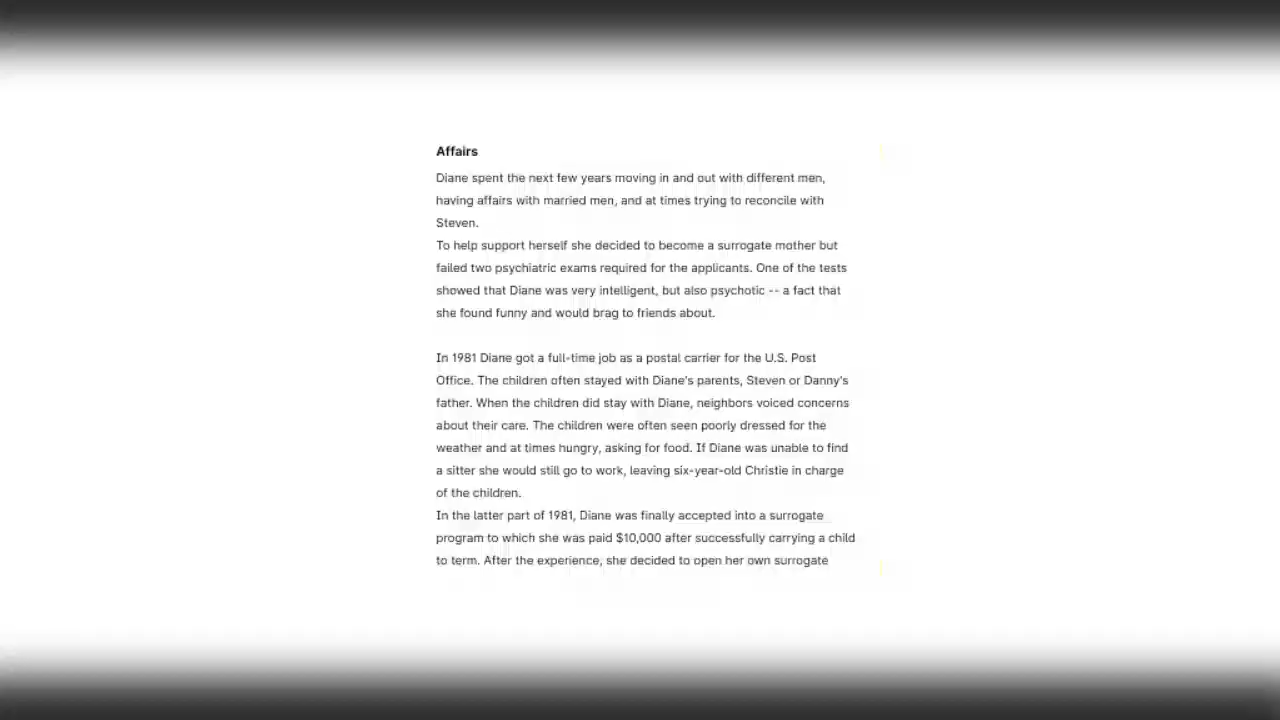 Affairs
Diane spent the next few years moving in and out with different men,
having affairs with married men, and at times trying to reconcile with
Steven.
To help support herself she decided to become a surrogate mother but
failed two psychiatric exams required for the applicants. One of the tests
showed that Diane was very intelligent, but also psychotic -- a fact that
she found funny and would brag to friends about.
In 1981 Diane got a full-time job as a postal carrier for the U.S. Post
Office. The children often stayed with Diane's parents, Steven or Danny's
father. When the children did stay with Diane, neighbors voiced concerns
about their care. The children were often seen poorly dressed for the
weather and at times hungry, asking for food. If Diane was unable to find
a sitter she would still go to work, leaving six-year-old Christie in charge
of the children.
In the latter part of 1981, Diane was finally accepted into a surrogate
program to which she was paid $10,000 after successfully carrying a child
to term. After the experience, she decided to open her own surrogate